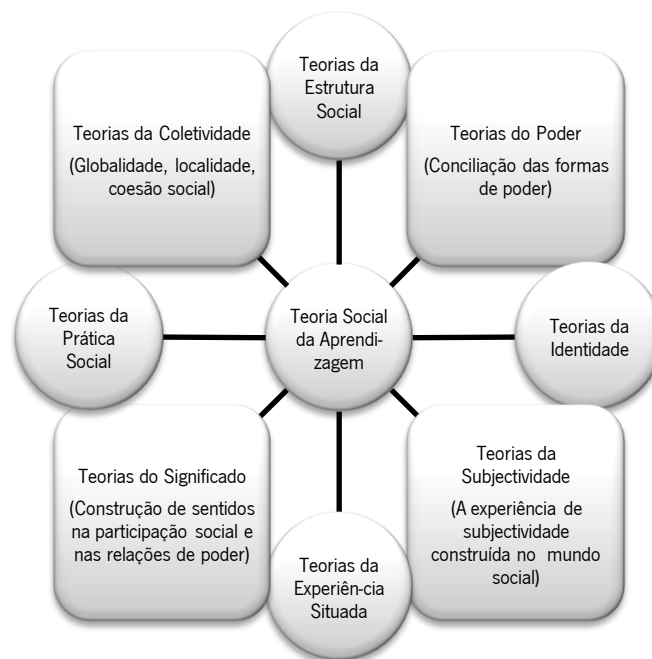 Teorias da
Estrutura
Social
Teorias da Coletividade
(Globalidade, localidade,
coesão social)
Teorias do Poder
(Conciliação das formas
de poder)
Teorias da
Prática
Social
Teoria Social
da Aprendi-
zagem
Teorias da
Identidade
Teorias do Significado
(Construção de sentidos
na participação social e
nas relações de poder)
Teorias da
Subjectividade
(A experiência de
subjectividade
construída no mundo
social)
Teorias da
Experiên-cia
Situada